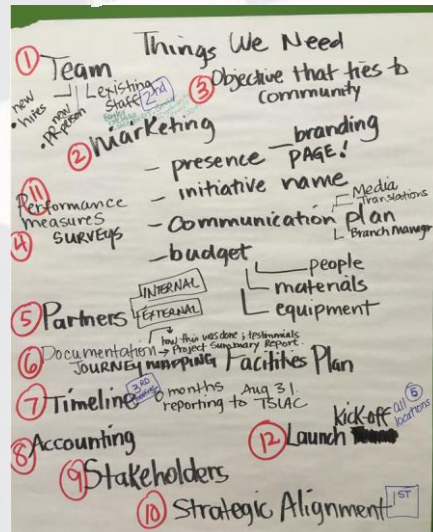 Things We Need
① Team
existing staff
new hires
new PR person
2nd
③ Objective that ties to community
② Marketing
– presence – branding PAGE!
– initiative name
– Communication plan
Media
Translations
Branch Manager
– budget
people
materials
equipment
⑪ Performance measures
④ SURVEYS
⑤ Partners
INTERNAL
EXTERNAL
how this was done; testimonials
⑥ Documentation → Project Summary Report.
JOURNEY MAPPING Facilities Plan
⑦ Timeline
3RD
months Aug 31.
reporting to TSLAC
⑧ Accounting
⑫ Launch kick-off
all ⑤ locations
⑨ Stakeholders
⑩ Strategic Alignment
1ST